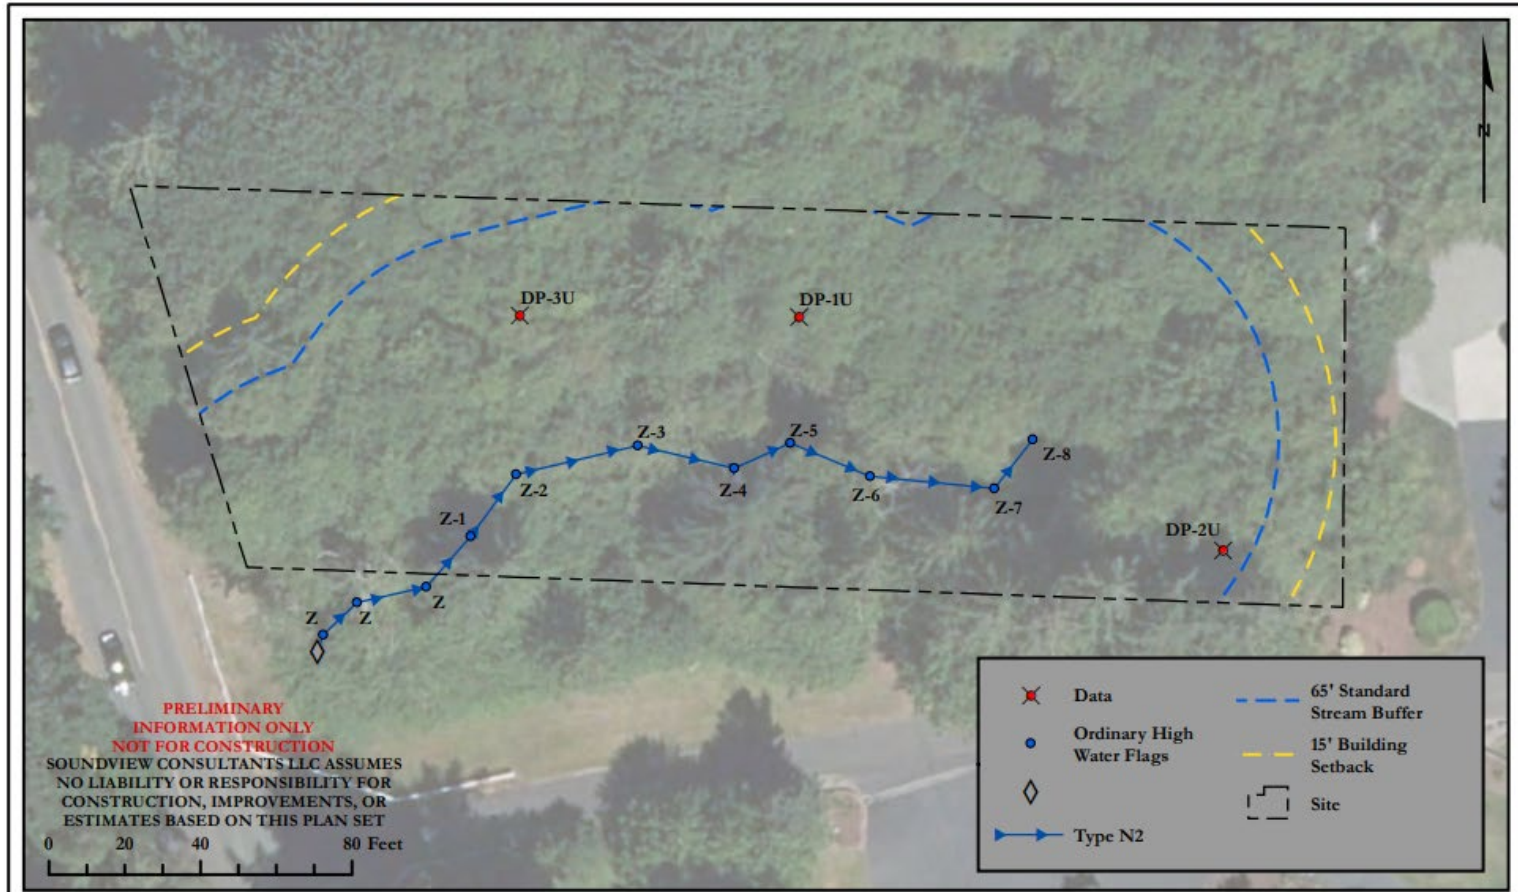 N
DP-3U
DP-1U
Z-3
Z-5
Z-8
Z-2
Z-4
Z-6
Z-7
Z-1
DP-2U
Z
Z
Z
PRELIMINARY
INFORMATION ONLY
NOT FOR CONSTRUCTION
SOUNDVIEW CONSULTANTS LLC ASSUMES
NO LIABILITY OR RESPONSIBILITY FOR
CONSTRUCTION, IMPROVEMENTS, OR
ESTIMATES BASED ON THIS PLAN SET
0 20 40 80 Feet
Data
Ordinary High
Water Flags
Type N2
65' Standard
Stream Buffer
15' Building
Setback
Site